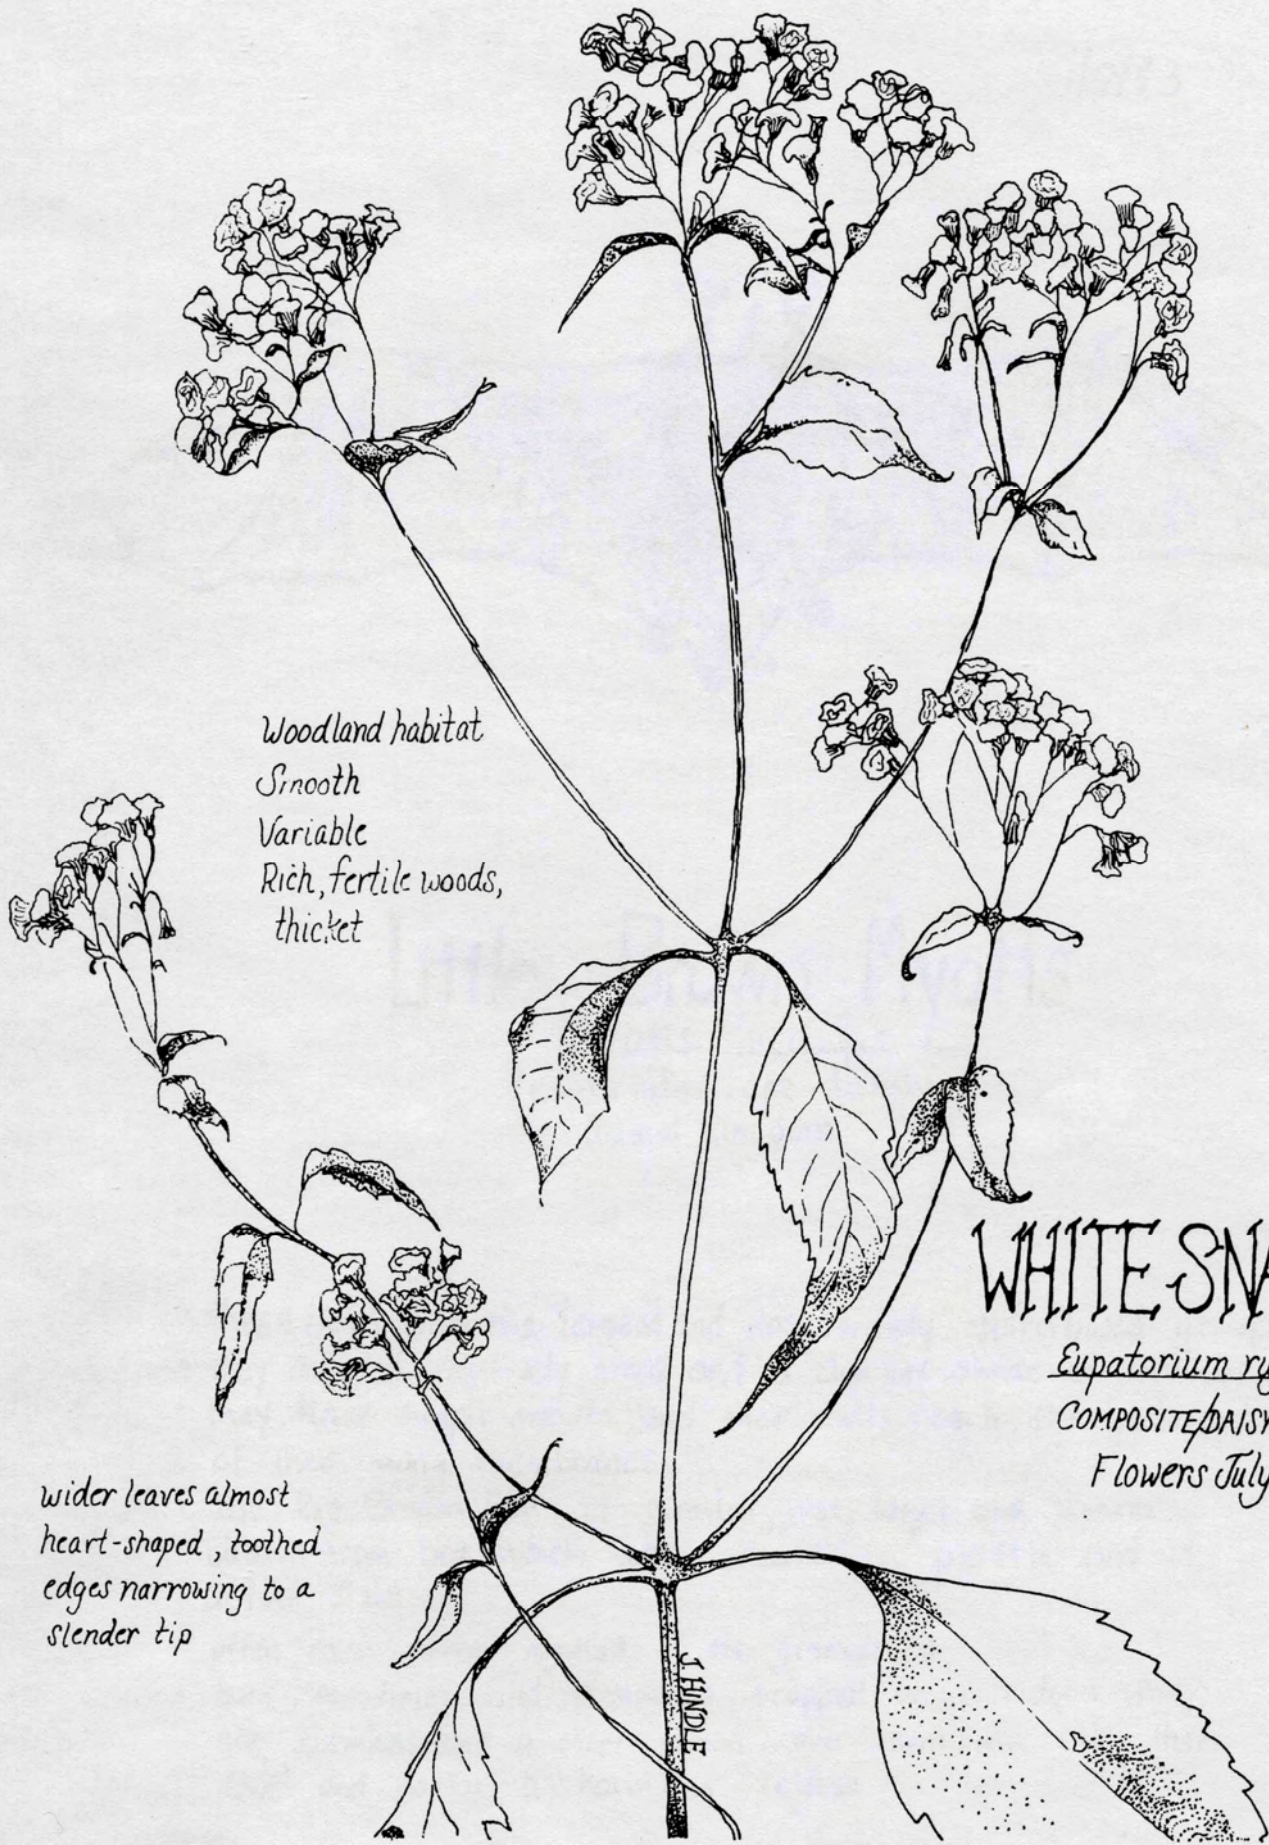 Woodland habitat
Smooth
Variable
Rich, fertile woods,
thicket
WHITE SNA
Eupatorium ru
COMPOSITE/DAISY
Flowers July
wider leaves almost
heart-shaped, toothed
edges narrowing to a
slender tip
J. HINDLE